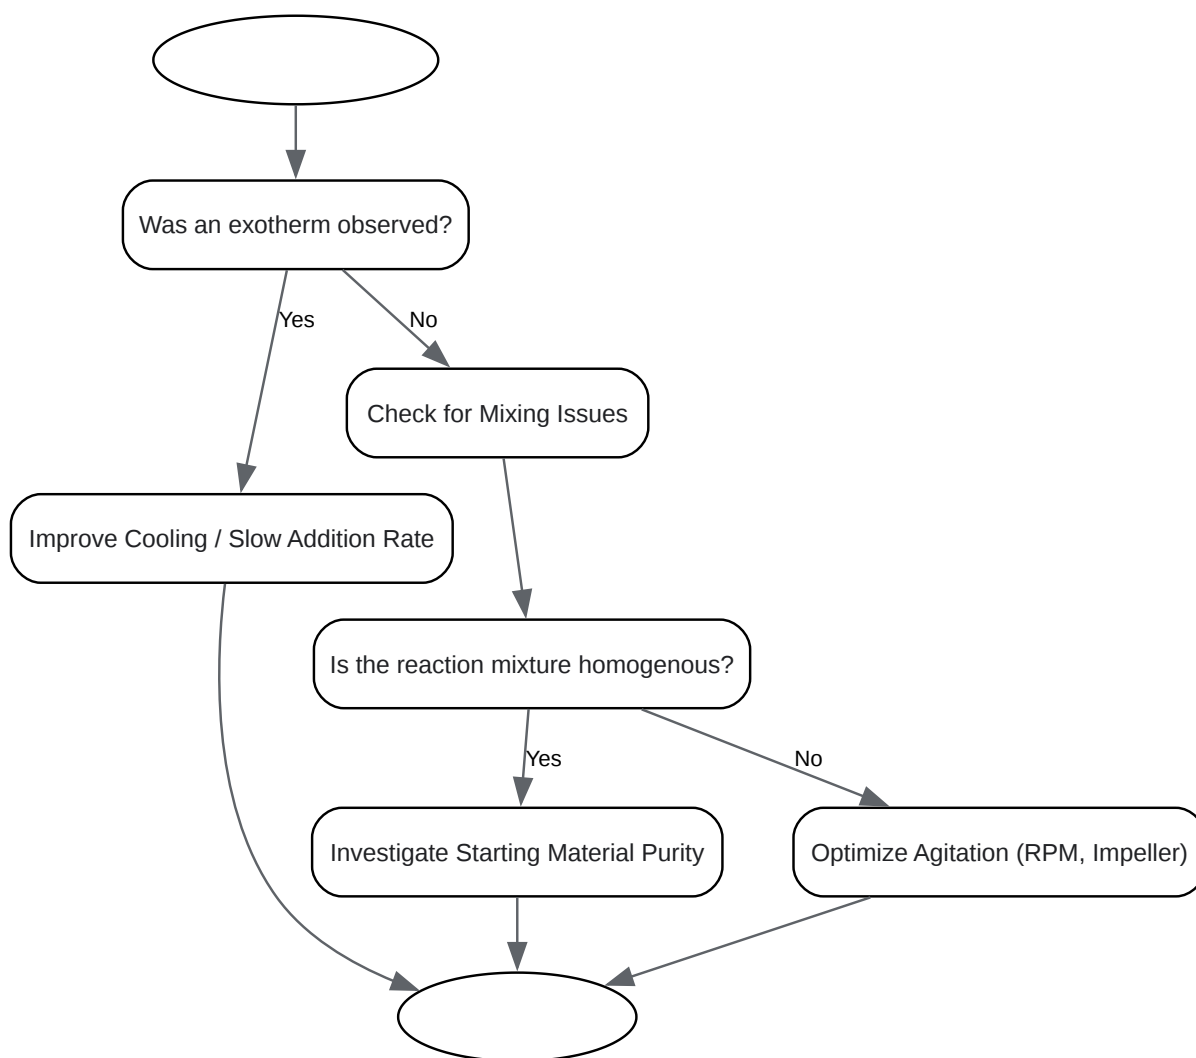 Was an exotherm observed?
Yes
No
Check for Mixing Issues
Improve Cooling / Slow Addition Rate
Is the reaction mixture homogenous?
Yes
No
Investigate Starting Material Purity
Optimize Agitation (RPM, Impeller)